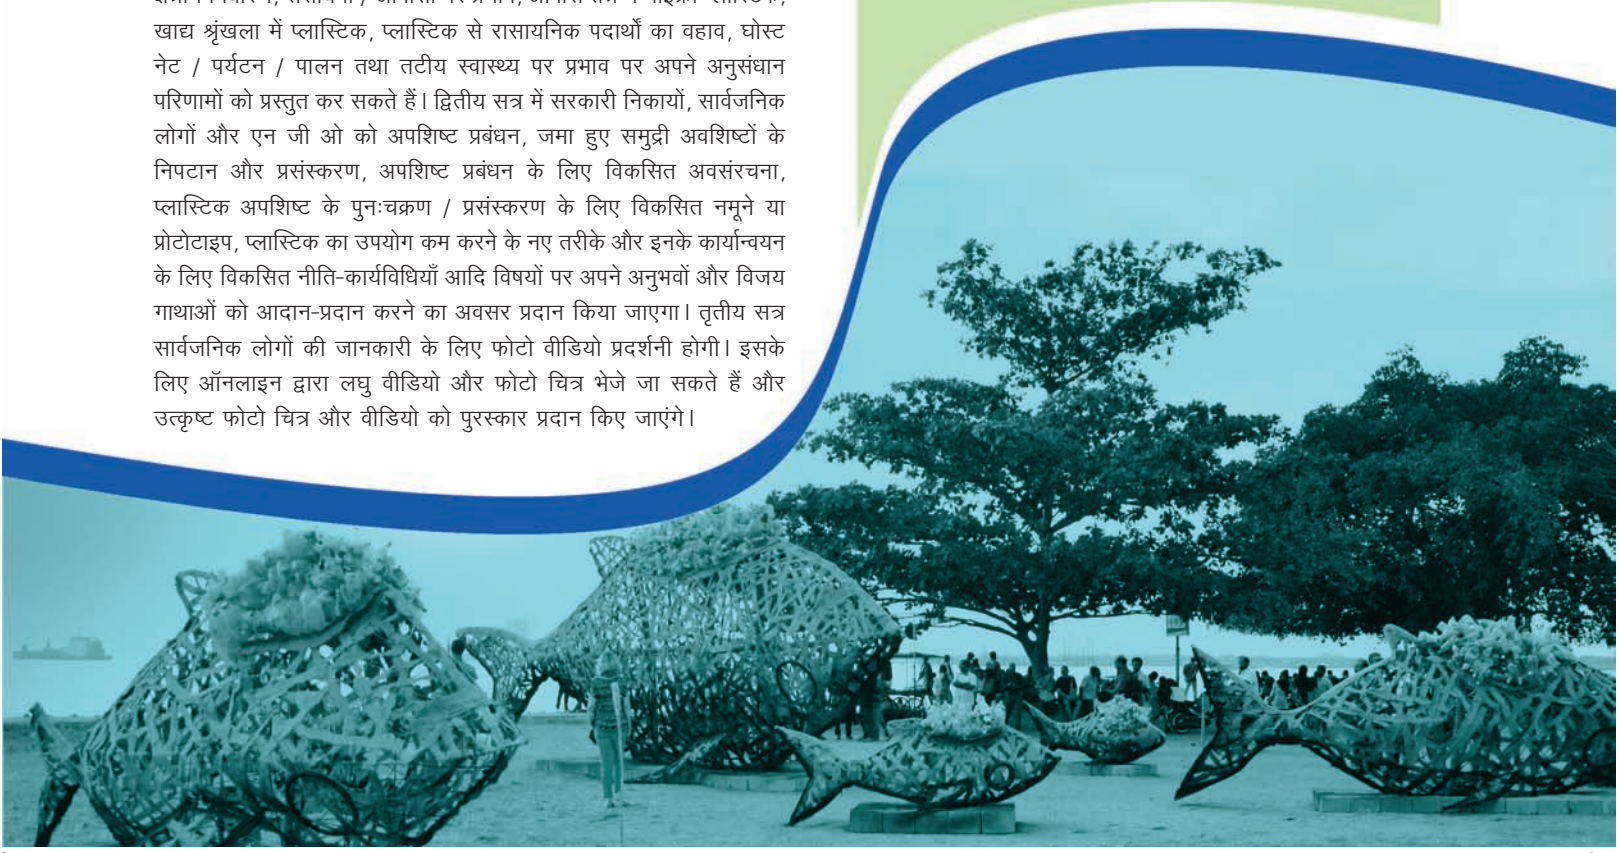 खाद्य श्रृंखला में प्लास्टिक, प्लास्टिक से रासायनिक पदार्थों का वहाव, घोस्ट
नेट / पर्यटन / पालन तथा तटीय स्वास्थ्य पर प्रभाव पर अपने अनुसंधान
परिणामों को प्रस्तुत कर सकते हैं। द्वितीय सत्र में सरकारी निकायों, सार्वजनिक
लोगों और एन जी ओ को अपशिष्ट प्रबंधन, जमा हुए समुद्री अवशिष्टों के
निपटान और प्रसंस्करण, अपशिष्ट प्रबंधन के लिए विकसित अवसंरचना,
प्लास्टिक अपशिष्ट के पुनःचक्रण / प्रसंस्करण के लिए विकसित नमूने या
प्रोटोटाइप, प्लास्टिक का उपयोग कम करने के नए तरीके और इनके कार्यान्वयन
के लिए विकसित नीति-कार्यविधियाँ आदि विषयों पर अपने अनुभवों और विजय
गाथाओं को आदान-प्रदान करने का अवसर प्रदान किया जाएगा। तृतीय सत्र
सार्वजनिक लोगों की जानकारी के लिए फोटो वीडियो प्रदर्शनी होगी। इसके
लिए ऑनलाइन द्वारा लघु वीडियो और फोटो चित्र भेजे जा सकते हैं और
उत्कृष्ट फोटो चित्र और वीडियो को पुरस्कार प्रदान किए जाएंगे।